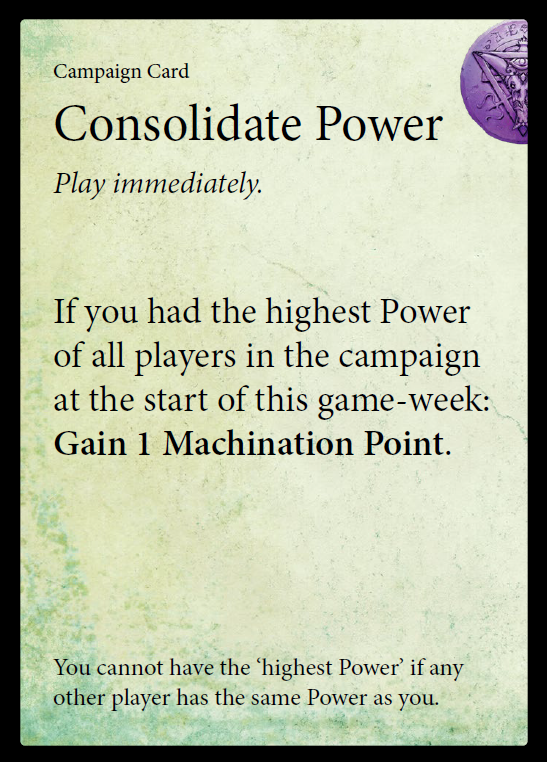 Campaign Card
Consolidate Power
Play immediately.
If you had the highest Power
of all players in the campaign
at the start of this game-week:
Gain 1 Machination Point.
You cannot have the ‘highest Power’ if any
other player has the same Power as you.